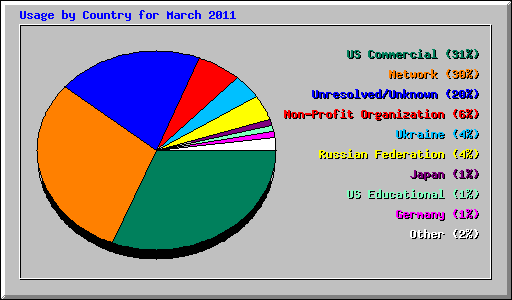 Usage by Country for March 2011
US Commercial (31%)
Network (30%)
Unresolved/Unknown (20%)
Non-Profit Organization (6%)
Ukraine (4%)
Russian Federation (4%)
Japan (1%)
US Educational (1%)
Germany (1%)
Other (2%)